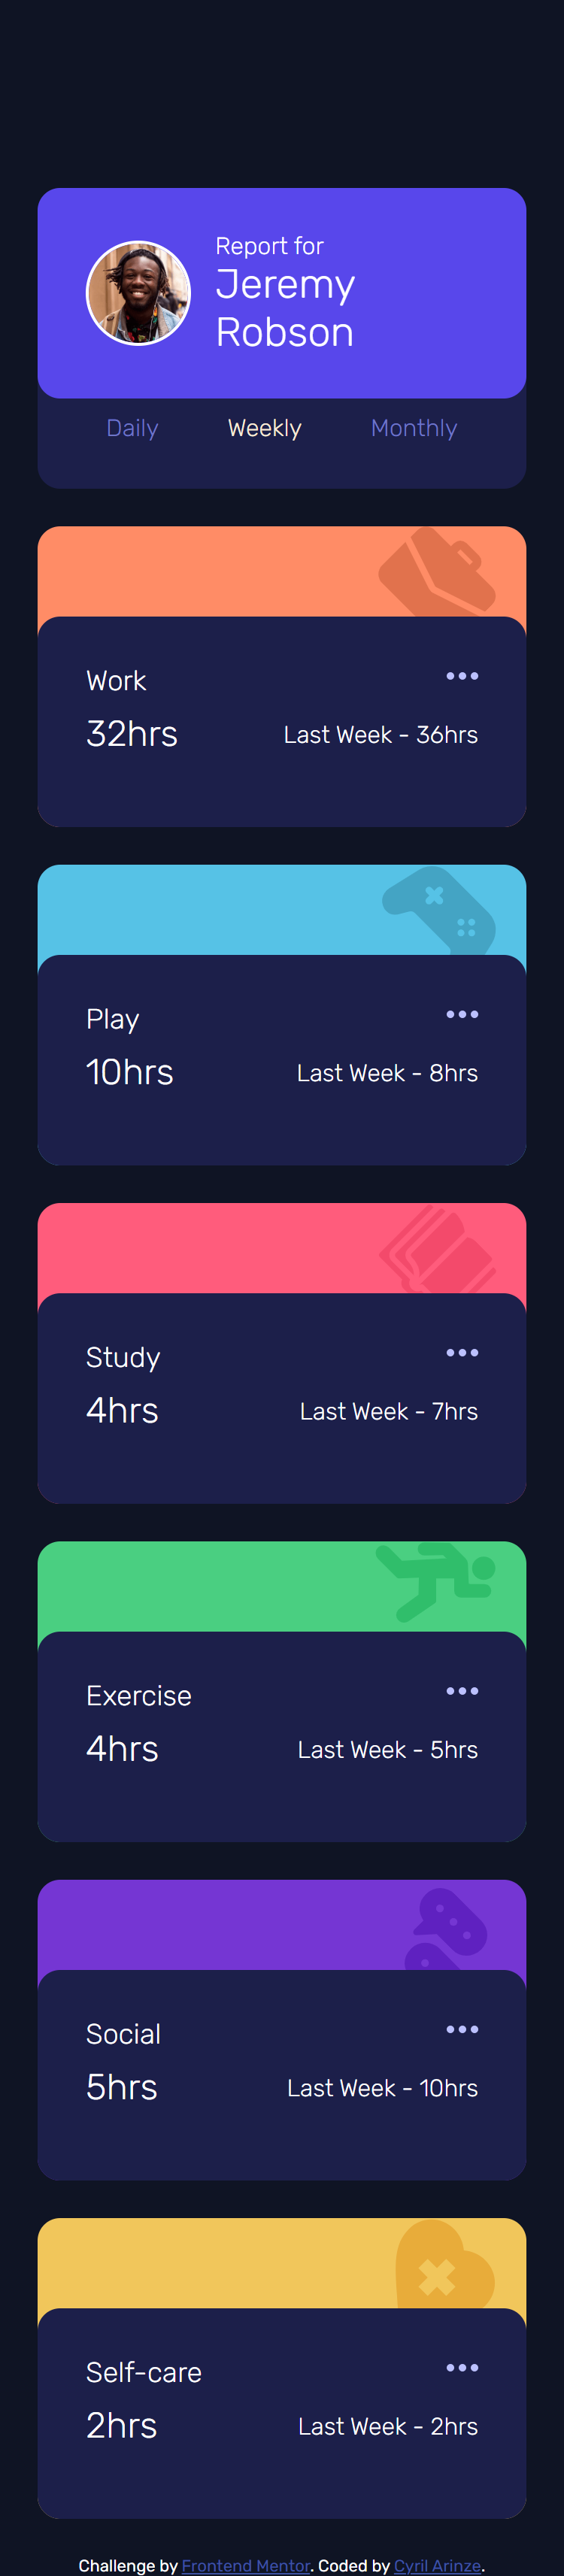 Report for
Jeremy
Robson
Daily Weekly Monthly
Work
32hrs Last Week - 36hrs
Play
10hrs Last Week - 8hrs
Study
4hrs Last Week - 7hrs
Exercise
4hrs Last Week - 5hrs
Social
5hrs Last Week - 10hrs
Self-care
2hrs Last Week - 2hrs
Challenge by Frontend Mentor. Coded by Cyril Arinze.